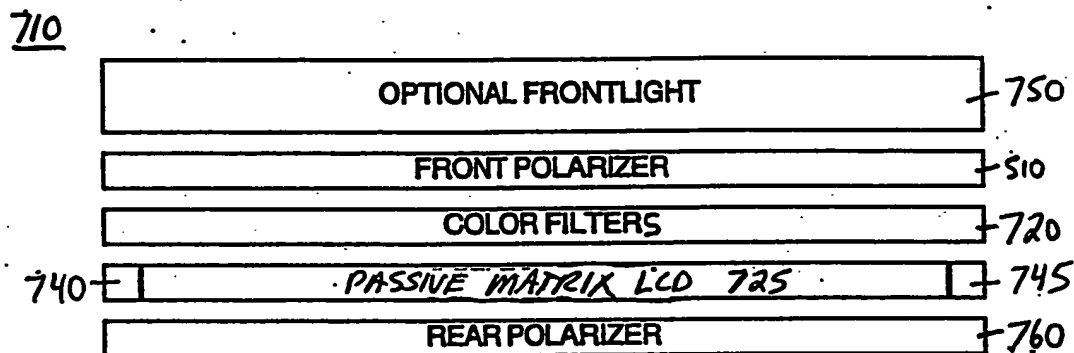 710
OPTIONAL FRONTLIGHT 750
FRONT POLARIZER 510
COLOR FILTERS 720
740 PASSIVE MATRIX LCD 725 745
REAR POLARIZER 760